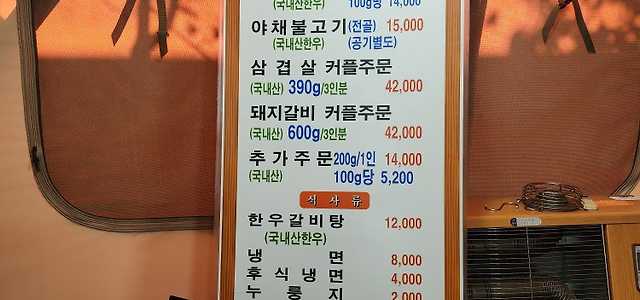 (국내산한우) 100g당 14,000
야채불고기(전골) 15,000
(국내산한우) (공기별도)
삼겹살 커플주문
(국내산) 390g/3인분 42,000
돼지갈비 커플주문
(국내산) 600g/3인분 42,000
추가주문 200g/1인 14,000
(국내산) 100g당 5,200
식사류
한우갈비탕 12,000
(국내산한우)
냉면 8,000
후식냉면 4,000
누룽지 2,000